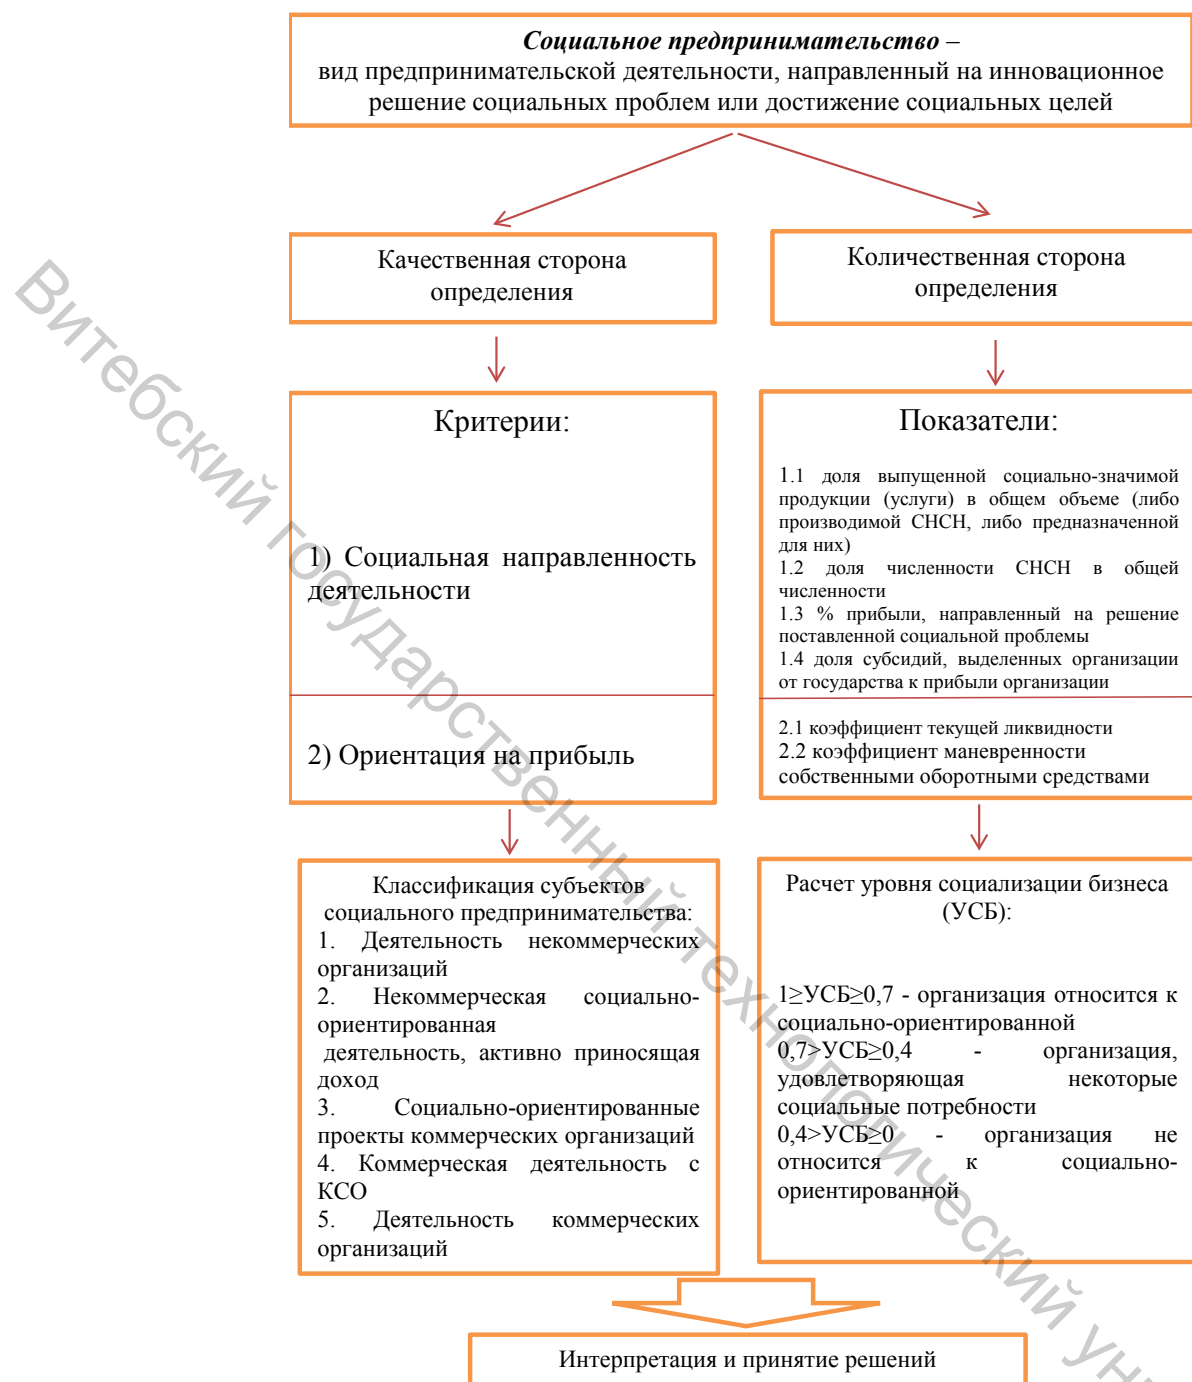 Социальное предпринимательство –
вид предпринимательской деятельности, направленный на инновационное
решение социальных проблем или достижение социальных целей
Качественная сторона
определения
Количественная сторона
определения
Критерии:
1) Социальная направленность
деятельности
2) Ориентация на прибыль
Показатели:
1.1 доля выпущенной социально-значимой
продукции (услуги) в общем объеме (либо
производимой СНСН, либо предназначенной
для них)
1.2 доля численности СНСН в общей
численности
1.3 % прибыли, направленный на решение
поставленной социальной проблемы
1.4 доля субсидий, выделенных организации
от государства к прибыли организации
2.1 коэффициент текущей ликвидности
2.2 коэффициент маневренности
собственными оборотными средствами
Классификация субъектов
социального предпринимательства:
1. Деятельность некоммерческих
организаций
2. Некоммерческая социально-
ориентированная
деятельность, активно приносящая
доход
3. Социально-ориентированные
проекты коммерческих организаций
4. Коммерческая деятельность с
КСО
5. Деятельность коммерческих
организаций
Расчет уровня социализации бизнеса
(УСБ):
1≥УСБ≥0,7 - организация относится к
социально-ориентированной
0,7>УСБ≥0,4 - организация,
удовлетворяющая некоторые
социальные потребности
0,4>УСБ≥0 - организация не
относится к социально-
ориентированной
Интерпретация и принятие решений
Витебский государственный технологический